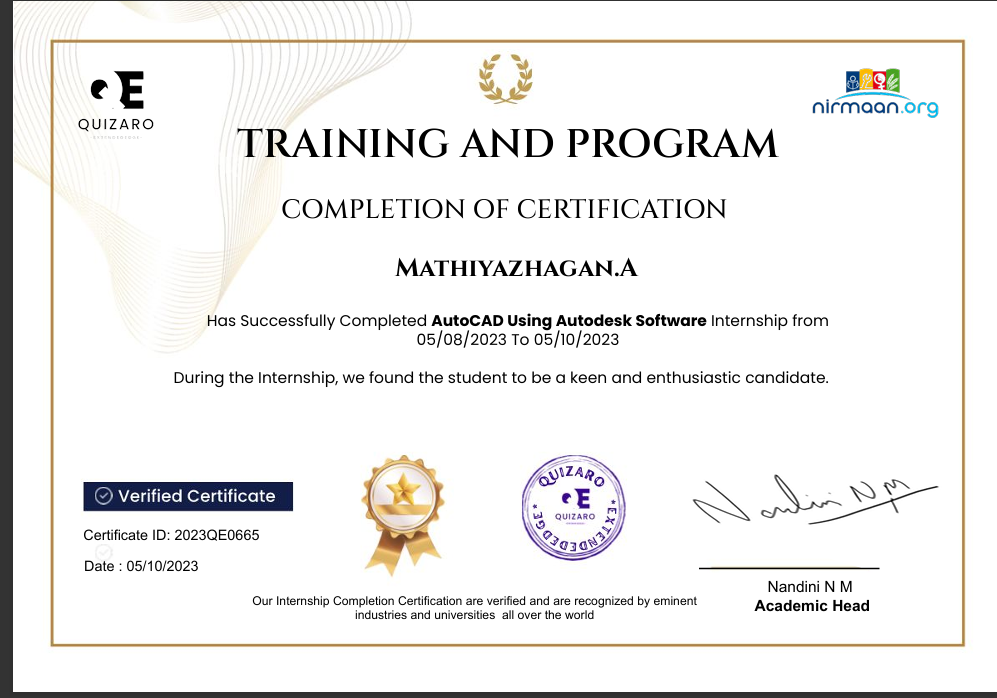 QE
QUIZARO
nirmaan.org
TRAINING AND PROGRAM
COMPLETION OF CERTIFICATION
MATHIYAZHAGAN.A
Has Successfully Completed AutoCAD Using Autodesk Software Internship from
05/08/2023 To 05/10/2023
During the Internship, we found the student to be a keen and enthusiastic candidate.
Verified Certificate
Certificate ID: 2023QE0665
Date : 05/10/2023
QUIZARO
QE
QUIZARO
EXTENDEDEDGE
Nandini N M
Nandini N M
Academic Head
Our Internship Completion Certification are verified and are recognized by eminent
industries and universities all over the world